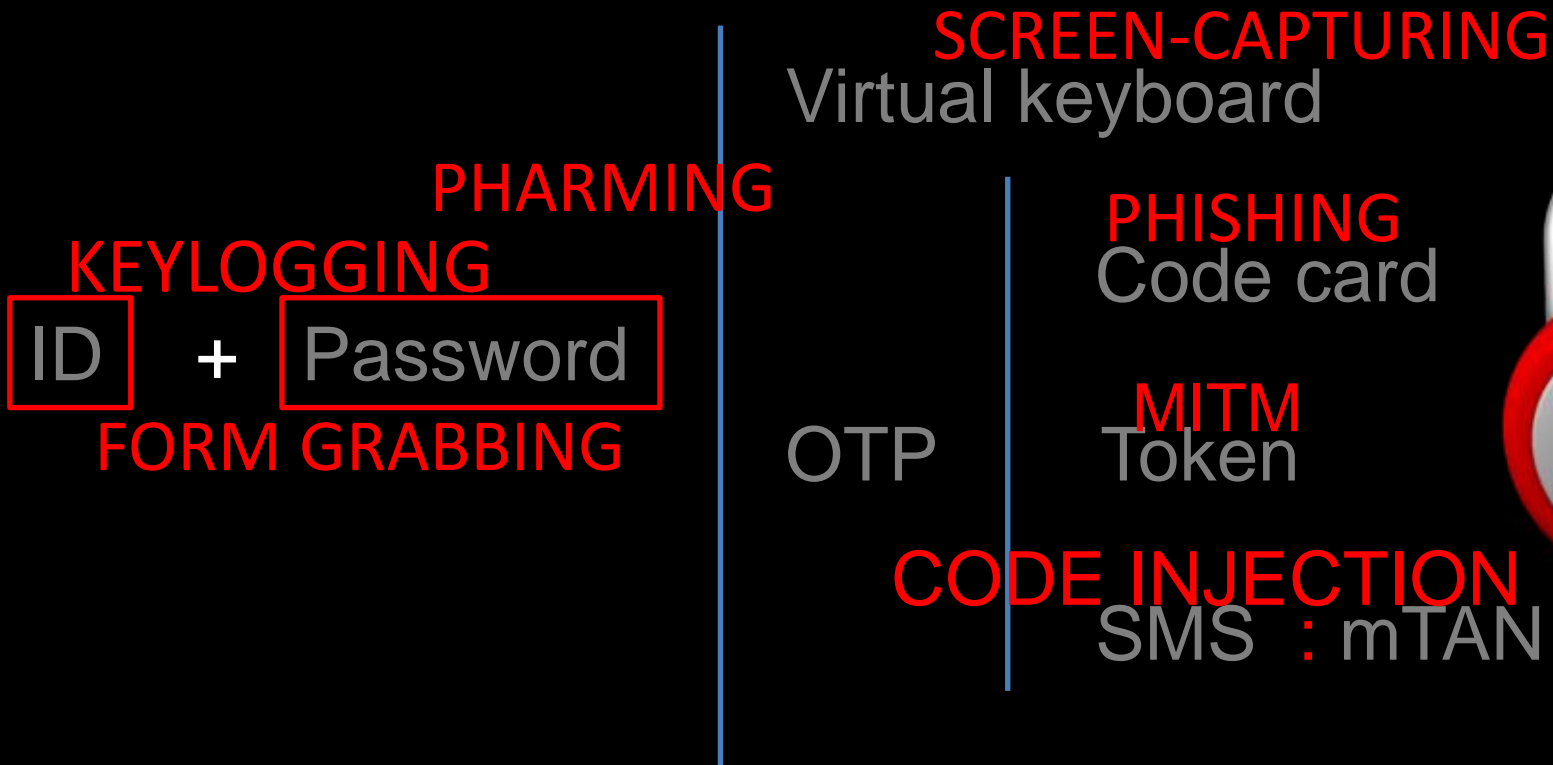 SCREEN-CAPTURING
Virtual keyboard
PHARMING
PHISHING
KEYLOGGING
Code card
ID + Password
MITM
FORM GRABBING
OTP
Token
CODE INJECTION
SMS : mTAN